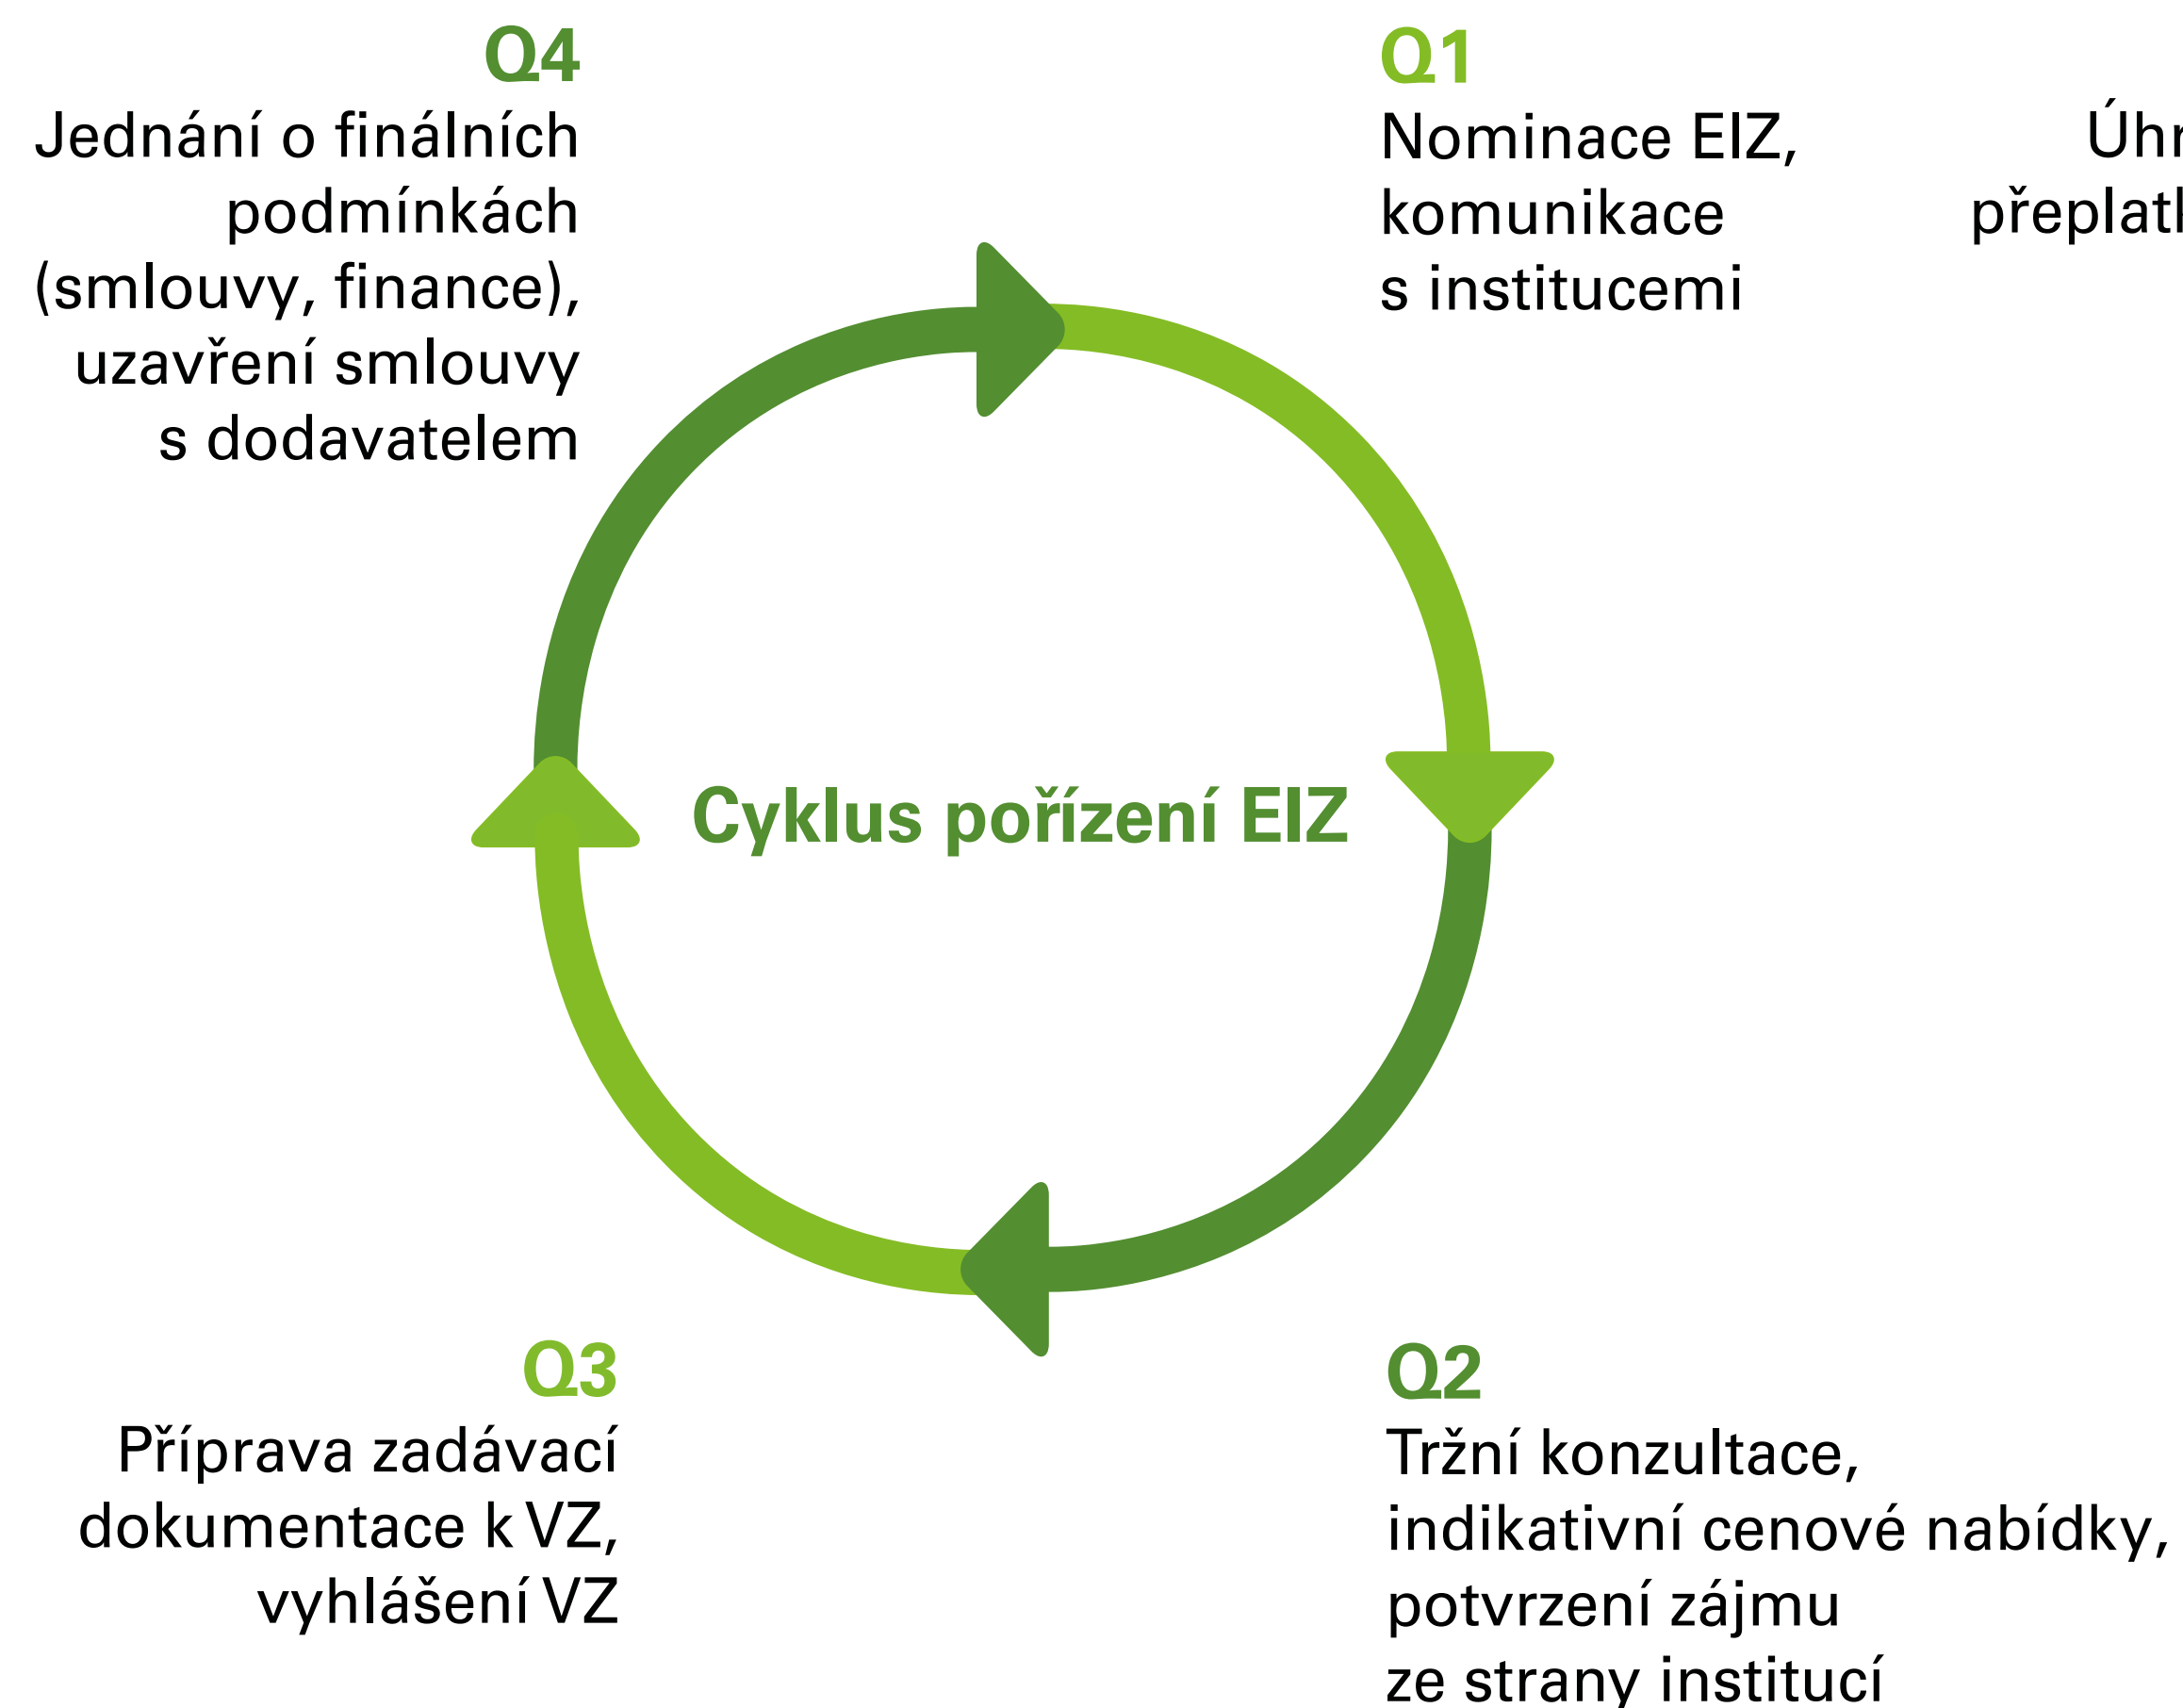 Q4
Jednání o finálních
podmínkách
(smlouvy, finance),
uzavření smlouvy
s dodavatelem
Q1
Nominace EIZ,
komunikace
s institucemi
Cyklus pořízení EIZ
Q3
Příprava zadávací
dokumentace k VZ,
vyhlášení VZ
Q2
Tržní konzultace,
indikativní cenové nabídky,
potvrzení zájmu
ze strany institucí